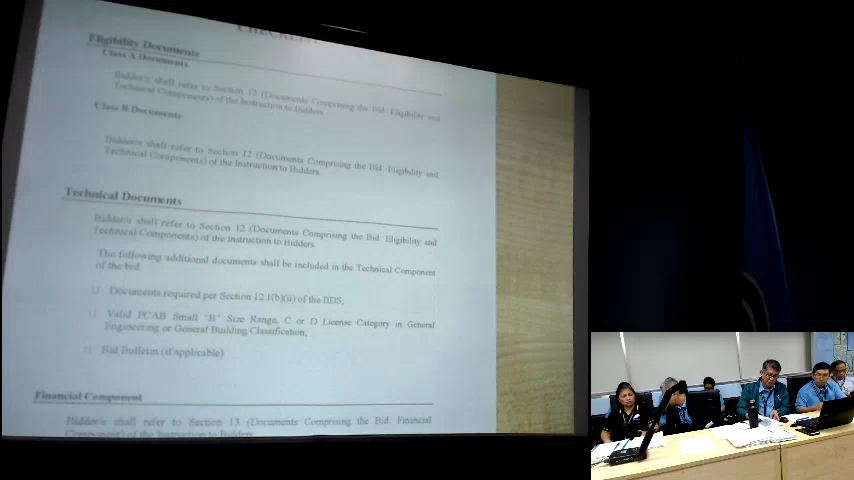 Eligibility Documents
Class A Documents
Bidder/s shall refer to Section 12 (Documents Comprising the Bid: Eligibility and
Technical Components) of the Instruction to Bidders.
Class B Documents
Bidder/s shall refer to Section 12 (Documents Comprising the Bid: Eligibility and
Technical Components) of the Instruction to Bidders.
Technical Documents
Bidder/s shall refer to Section 12 (Documents Comprising the Bid: Eligibility and
Technical Components) of the Instruction to Bidders.
The following additional documents shall be included in the Technical Component
of the bid
Documents required per Section 12.1(b)(ii) of the BDS;
Valid PCAB Small "B" Size Range, C or D License Category in General
Engineering or General Building Classification;
Bid Bulletin (if applicable)
Financial Component
Bidder/s shall refer to Section 13 (Documents Comprising the Bid: Financial
Component) of the Instruction to Bidders